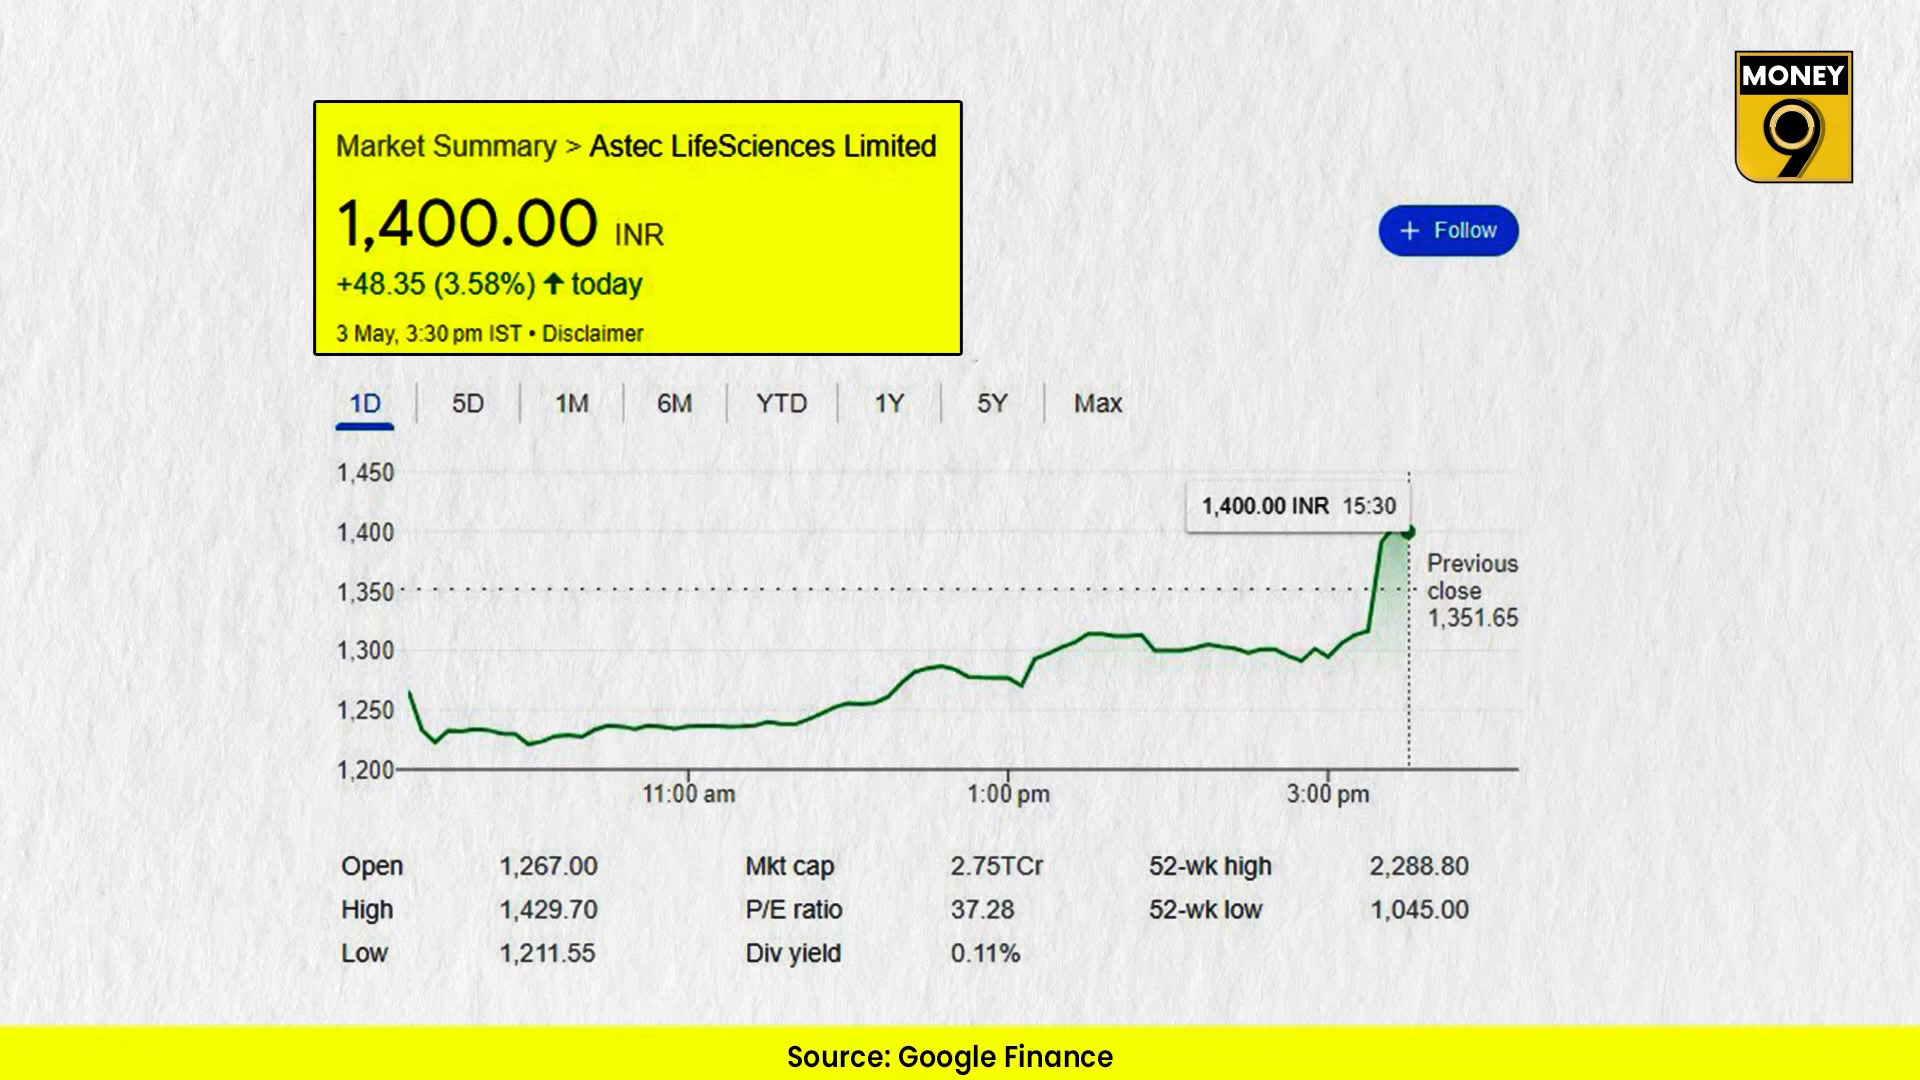 MONEY
9
Market Summary > Astec LifeSciences Limited
1,400.00 INR
+48.35 (3.58%) ↑ today
3 May, 3:30 pm IST • Disclaimer
+ Follow
1D 5D 1M 6M YTD 1Y 5Y Max
1,450
1,400.00 INR 15:30
1,400
Previous
close
1,351.65
1,350
1,300
1,250
1,200
11:00 am 1:00 pm 3:00 pm
Open 1,267.00 Mkt cap 2.75TCr 52-wk high 2,288.80
High 1,429.70 P/E ratio 37.28 52-wk low 1,045.00
Low 1,211.55 Div yield 0.11%
Source: Google Finance